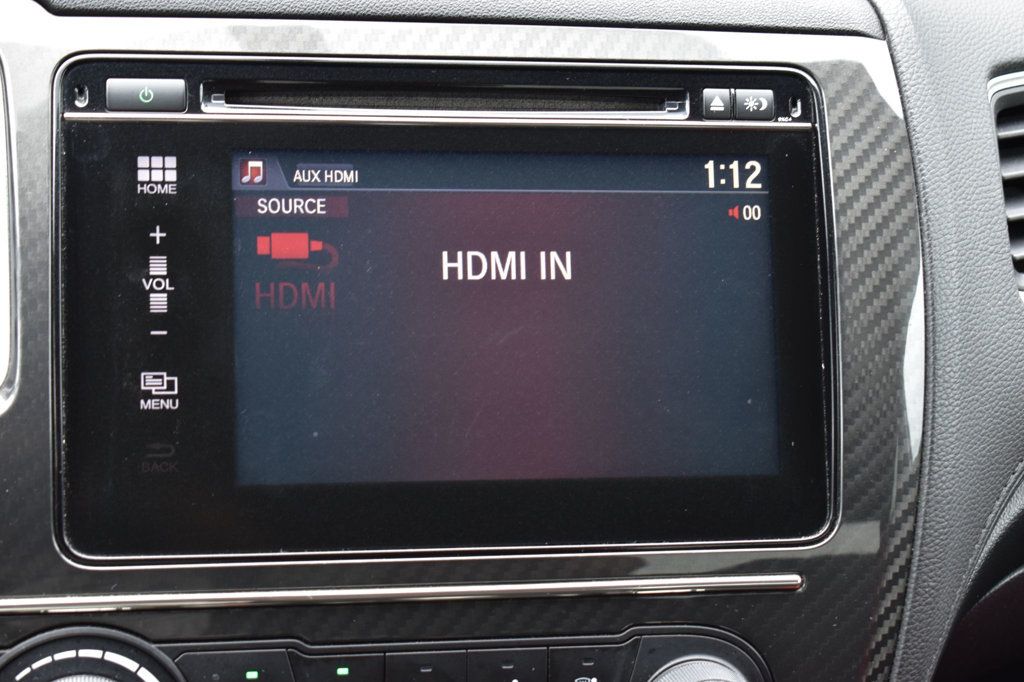 HOME
+
VOL
−
MENU
BACK
AUX HDMI
1:12
SOURCE
00
HDMI
HDMI IN